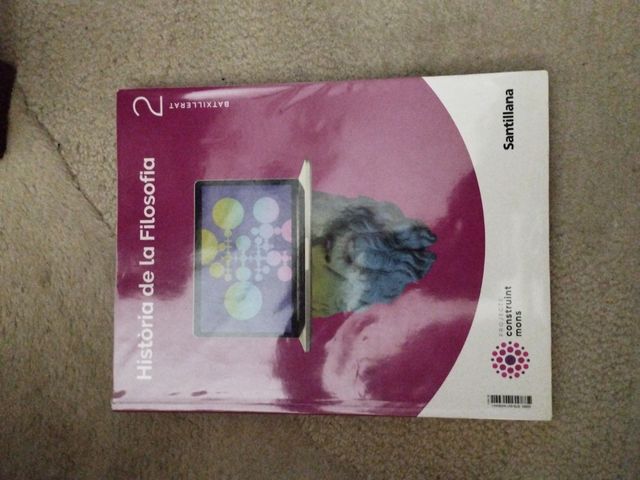 Història de la Filosofia
2
BATXILLERAT
PROJECTE
construint
mons
Santillana